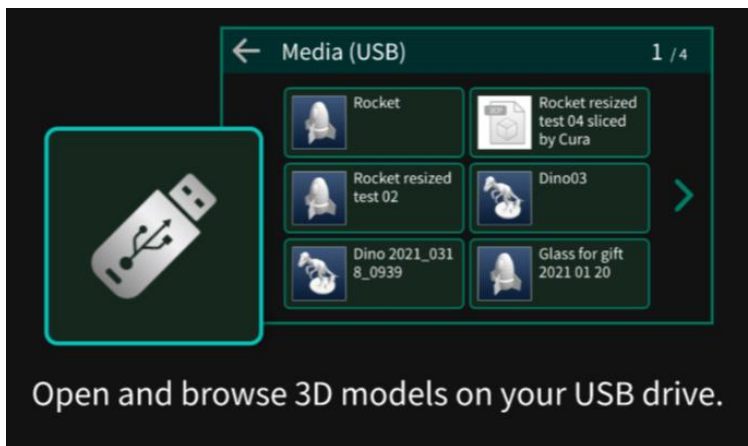 Media (USB)
1 / 4
Rocket
Rocket resized
test 04 sliced
by Cura
Rocket resized
test 02
Dino03
Dino 2021_031
8_0939
Glass for gift
2021 01 20
Open and browse 3D models on your USB drive.